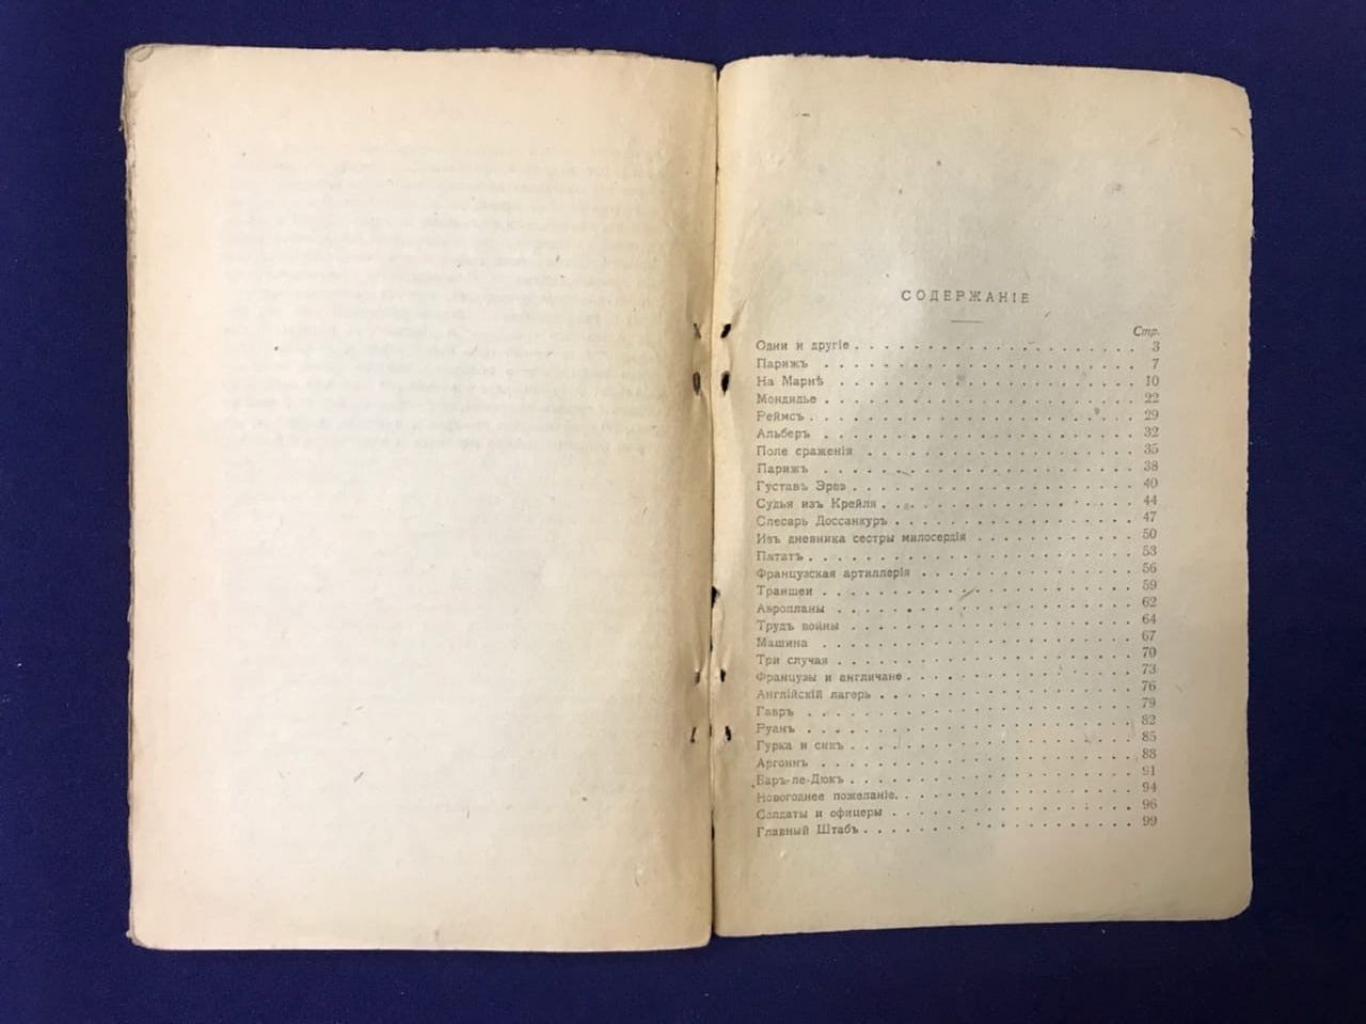 СОДЕРЖАНІЕ
Стр.
Одни и другіе . . . . . . . . . . . . . . . . . . . . 3
Парижъ . . . . . . . . . . . . . . . . . . . . 7
На Марнѣ . . . . . . . . . . . . . . . . . . . . 10
Мондидье . . . . . . . . . . . . . . . . . . . . 22
Реймсъ . . . . . . . . . . . . . . . . . . . . 29
Альберъ . . . . . . . . . . . . . . . . . . . . 32
Поле сраженія . . . . . . . . . . . . . . . . . . . . 35
Парижъ . . . . . . . . . . . . . . . . . . . . 38
Густавъ Эрве . . . . . . . . . . . . . . . . . . . . 40
Судья изъ Крейля . . . . . . . . . . . . . . . . . . . . 44
Слесарь Доссанкуръ . . . . . . . . . . . . . . . . . . . . 47
Изъ дневника сестры милосердія . . . . . . . . . . . . 50
Патать . . . . . . . . . . . . . . . . . . . . 53
Французская артиллерія . . . . . . . . . . . . . . . 56
Траншеи . . . . . . . . . . . . . . . . . . . . 59
Аэропланы . . . . . . . . . . . . . . . . . . . . 62
Трудъ войны . . . . . . . . . . . . . . . . . . . . 64
Машина . . . . . . . . . . . . . . . . . . . . 67
Три случая . . . . . . . . . . . . . . . . . . . . 70
Французы и англичане . . . . . . . . . . . . . . . . 73
Англійскій лагерь . . . . . . . . . . . . . . . . . . 76
Гавръ . . . . . . . . . . . . . . . . . . . . 79
Руанъ . . . . . . . . . . . . . . . . . . . . 82
Гурка и сикъ . . . . . . . . . . . . . . . . . . . . 85
Аргоннъ . . . . . . . . . . . . . . . . . . . . 88
Баръ-ле-Дюкъ . . . . . . . . . . . . . . . . . . . . 91
Новогоднее пожеланіе . . . . . . . . . . . . . . . . 94
Солдаты и офицеры . . . . . . . . . . . . . . . . . 96
Главный Штабъ . . . . . . . . . . . . . . . . . . . 99